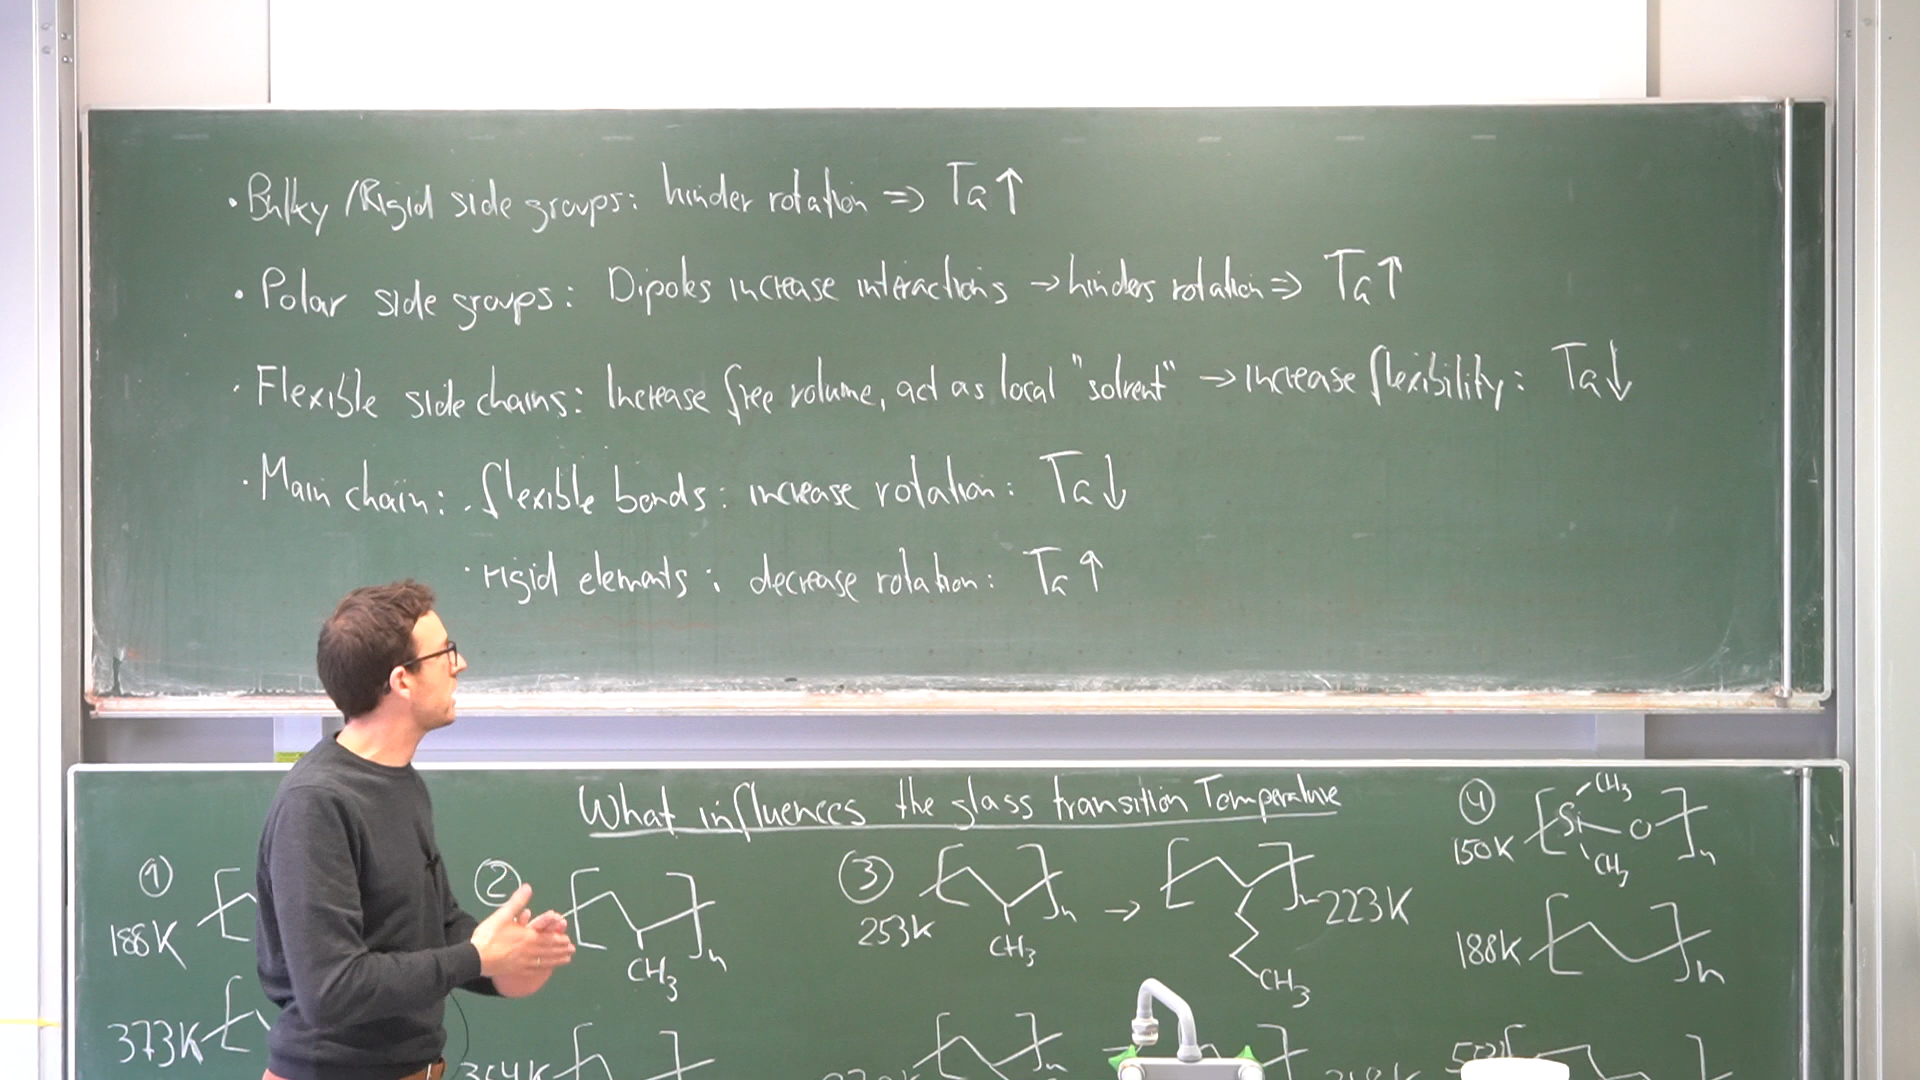 • Bulky /Rigid side groups: hinder rotation => TG↑
• Polar side groups: Dipoles increase interactions → hinders rotation => TG↑
• Flexible side chains: Increase free volume, act as local "solvent" → increase flexibility: TG↓
• Main chain: • flexible bonds: increase rotation: TG↓
• rigid elements: decrease rotation: TG↑
What influences the glass transition Temperature
① 188K
373K
② CH3 n
364K
③ 253K CH3 n → n 223K CH3
④ 150K Si CH3 CH3 O n
188K n